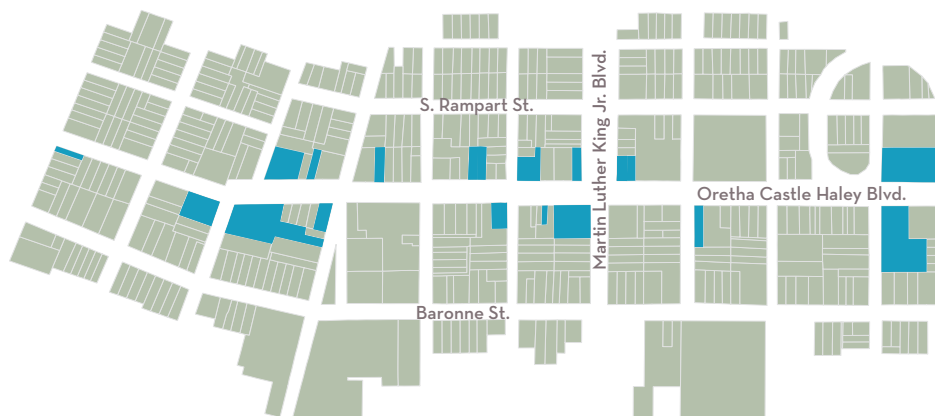 S. Rampart St.
Martin Luther King Jr. Blvd.
Oretha Castle Haley Blvd.
Baronne St.